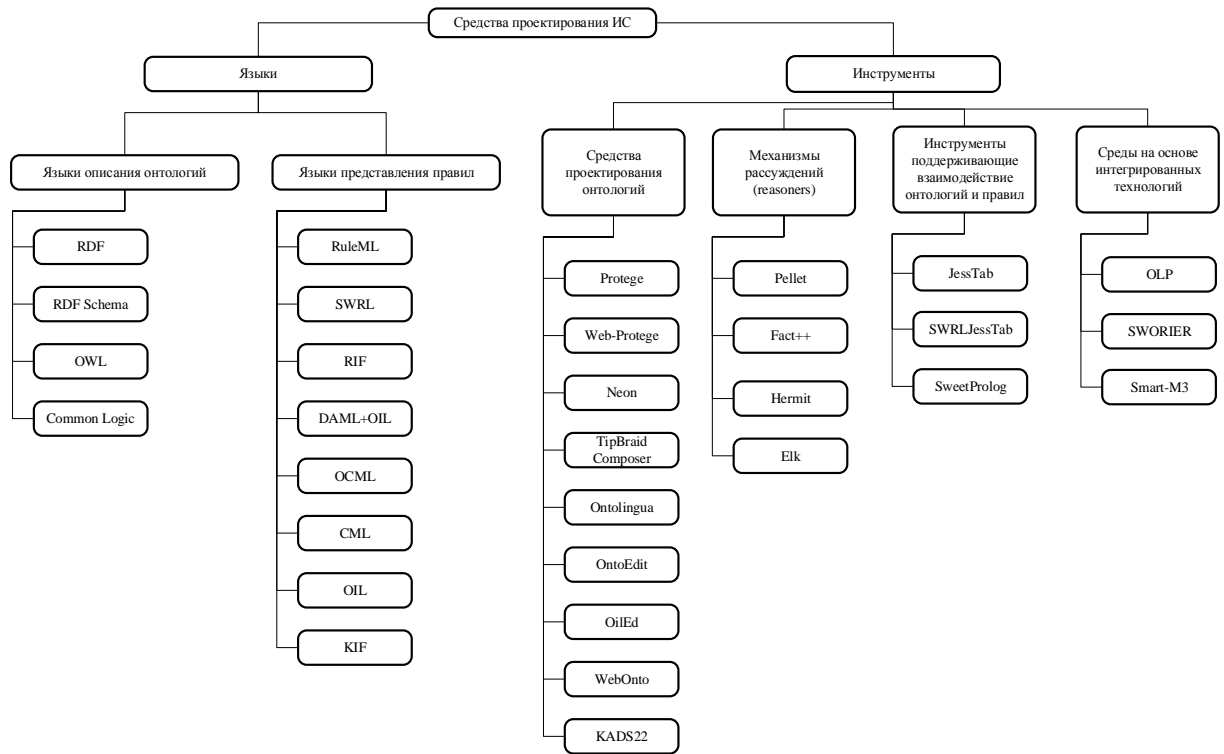 Средства проектирования ИС
Языки
Инструменты
Языки описания онтологий
Языки представления правил
Средства
проектирования
онтологий
Механизмы
рассуждений
(reasoners)
Инструменты
поддерживающие
взаимодействие
онтологий и правил
Среды на основе
интегрированных
технологий
RDF
RDF Schema
OWL
Common Logic
RuleML
SWRL
RIF
DAML+OIL
OCML
CML
OIL
KIF
Protege
Web-Protege
Neon
TipBraid
Composer
Ontolingua
OntoEdit
OilEd
WebOnto
KADS22
Pellet
Fact++
Hermit
Elk
JessTab
SWRLJessTab
SweetProlog
OLP
SWORIER
Smart-M3